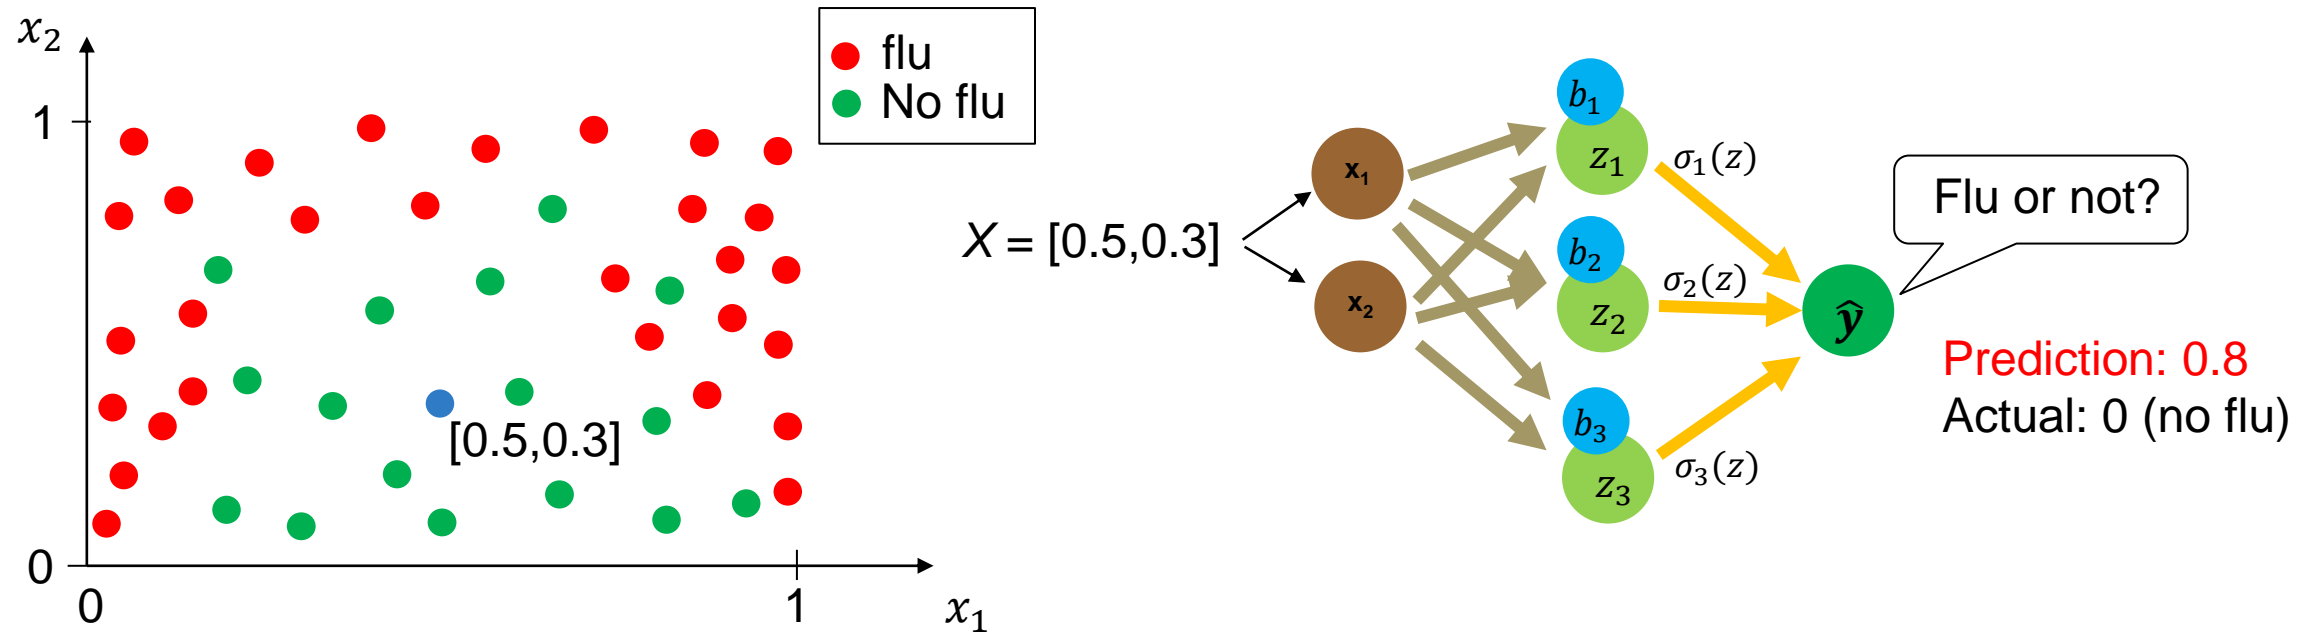 x₂
1
0
0
1
x₁
flu
No flu
[0.5,0.3]
X = [0.5,0.3]
x₁
x₂
b₁
z₁
b₂
z₂
b₃
z₃
σ₁(z)
σ₂(z)
σ₃(z)
ŷ
Flu or not?
Prediction: 0.8
Actual: 0 (no flu)